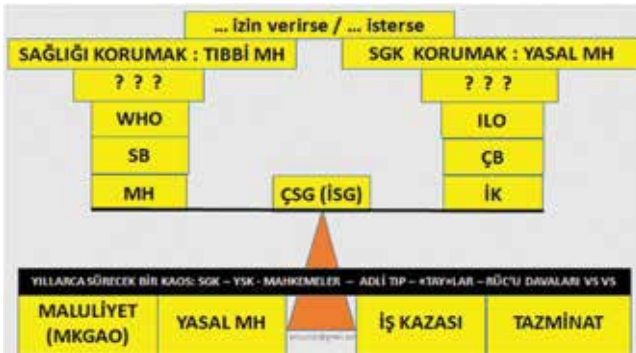 ... izin verirse / ... isterse
SAĞLIĞI KORUMAK : TIBBİ MH
SGK KORUMAK : YASAL MH
? ? ?
? ? ?
WHO
ILO
SB
ÇB
MH
ÇSG (İSG)
İK
YILLARCA SÜRECEK BİR KAOS: SGK – YSK - MAHKEMELER – ADLİ TIP – «TAY»LAR – RÜC'U DAVALARI VS VS
MALULİYET
(MKGAO)
YASAL MH
İŞ KAZASI
TAZMİNAT